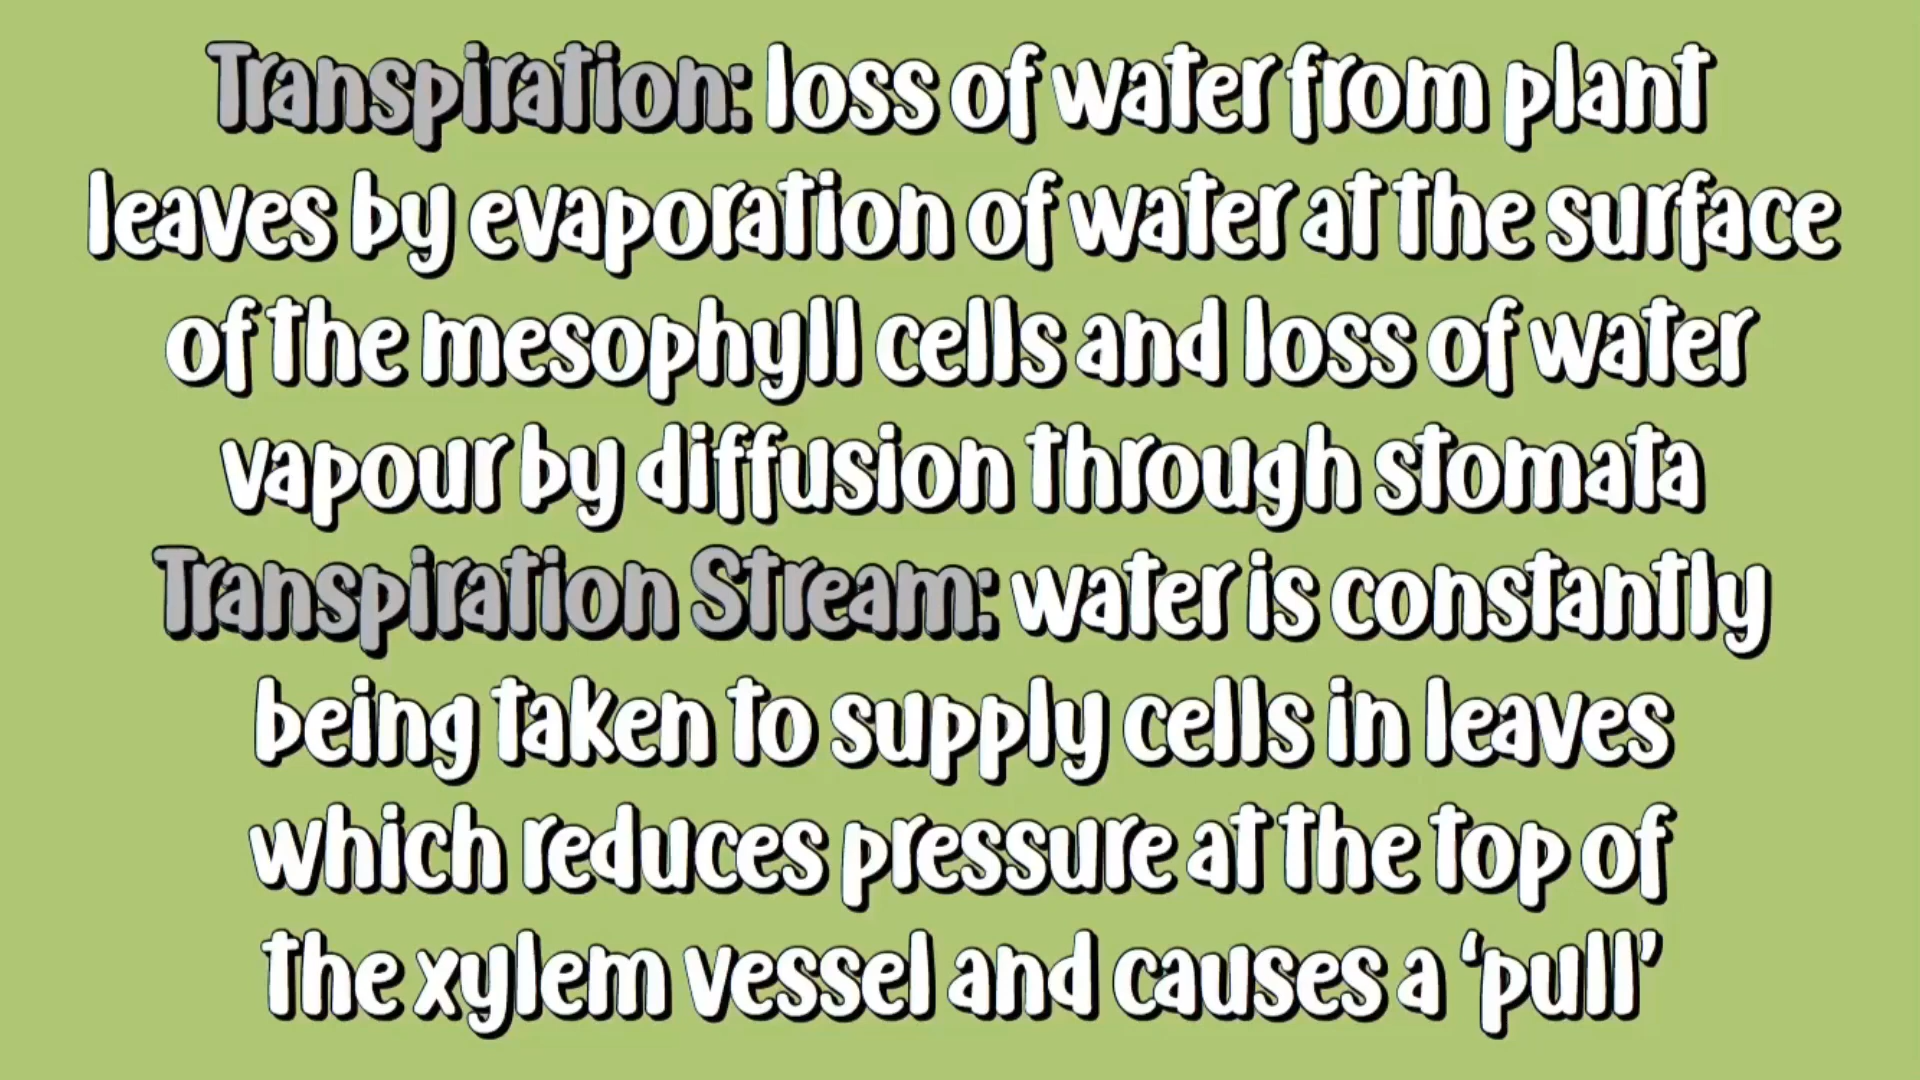 Transpiration: loss of water from plant
leaves by evaporation of water at the surface
of the mesophyll cells and loss of water
vapour by diffusion through stomata
Transpiration Stream: water is constantly
being taken to supply cells in leaves
which reduces pressure at the top of
the xylem vessel and causes a ‘pull’